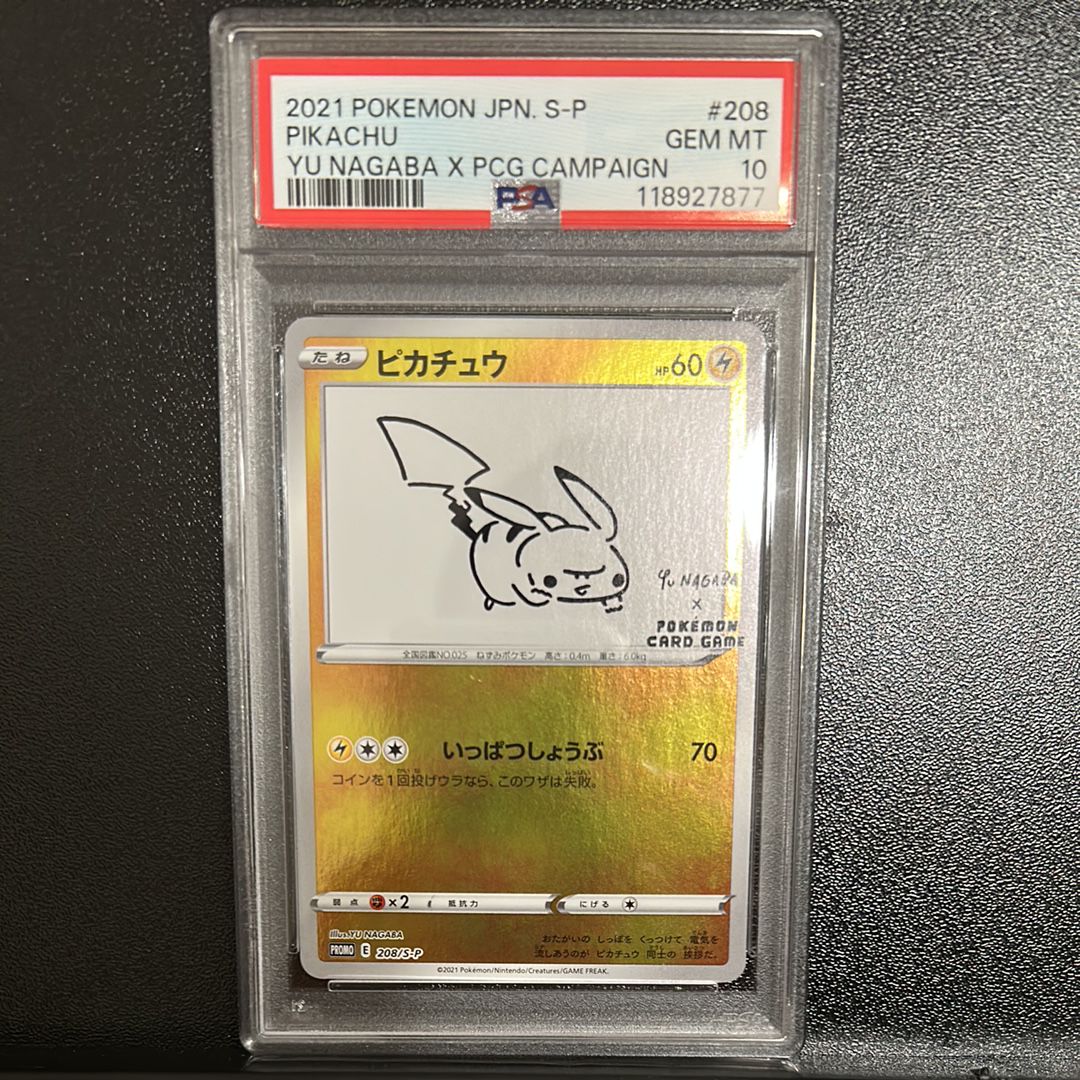 2021 POKEMON JPN. S-P #208
PIKACHU GEM MT
YU NAGABA X PCG CAMPAIGN 10
PSA 118927877
たね ピカチュウ HP60
YU NAGABA
×
POKÉMON
CARD GAME
全国図鑑NO.025 ねずみポケモン 高さ:0.4m 重さ:6.0kg
いっぱつしょうぶ 70
コインを1回投げウラなら、このワザは失敗。
弱点 ×2 抵抗力 にげる
illus.YU NAGABA
PROMO E 208/S-P
おたがいの しっぽを くっつけて 電気を
流しあうのが ピカチュウ 同士の 挨拶だ。
©2021 Pokémon/Nintendo/Creatures/GAME FREAK.